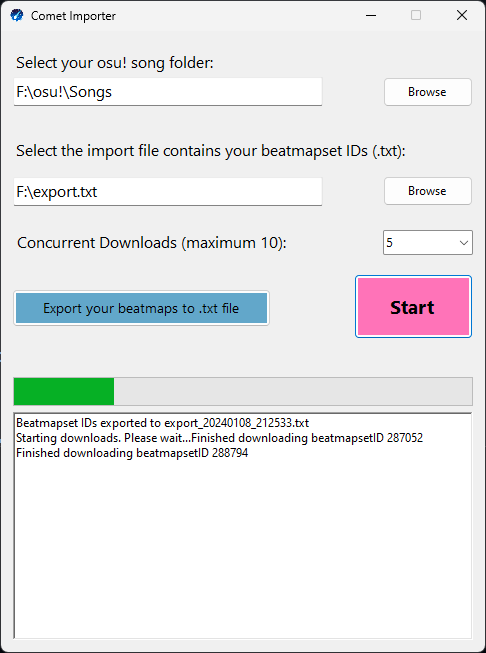 Comet Importer
Select your osu! song folder:
F:\osu!\Songs
Browse
Select the import file contains your beatmapset IDs (.txt):
F:\export.txt
Browse
Concurrent Downloads (maximum 10):
5
Export your beatmaps to .txt file
Start
Beatmapset IDs exported to export_20240108_212533.txt
Starting downloads. Please wait...Finished downloading beatmapsetID 287052
Finished downloading beatmapsetID 288794